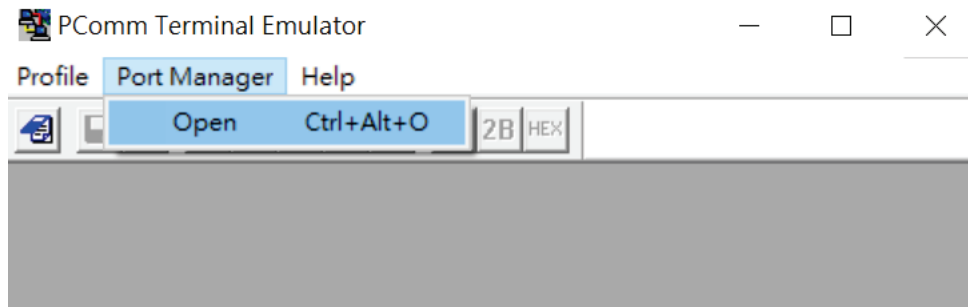 PComm Terminal Emulator
Profile Port Manager Help
Open Ctrl+Alt+O
2B HEX